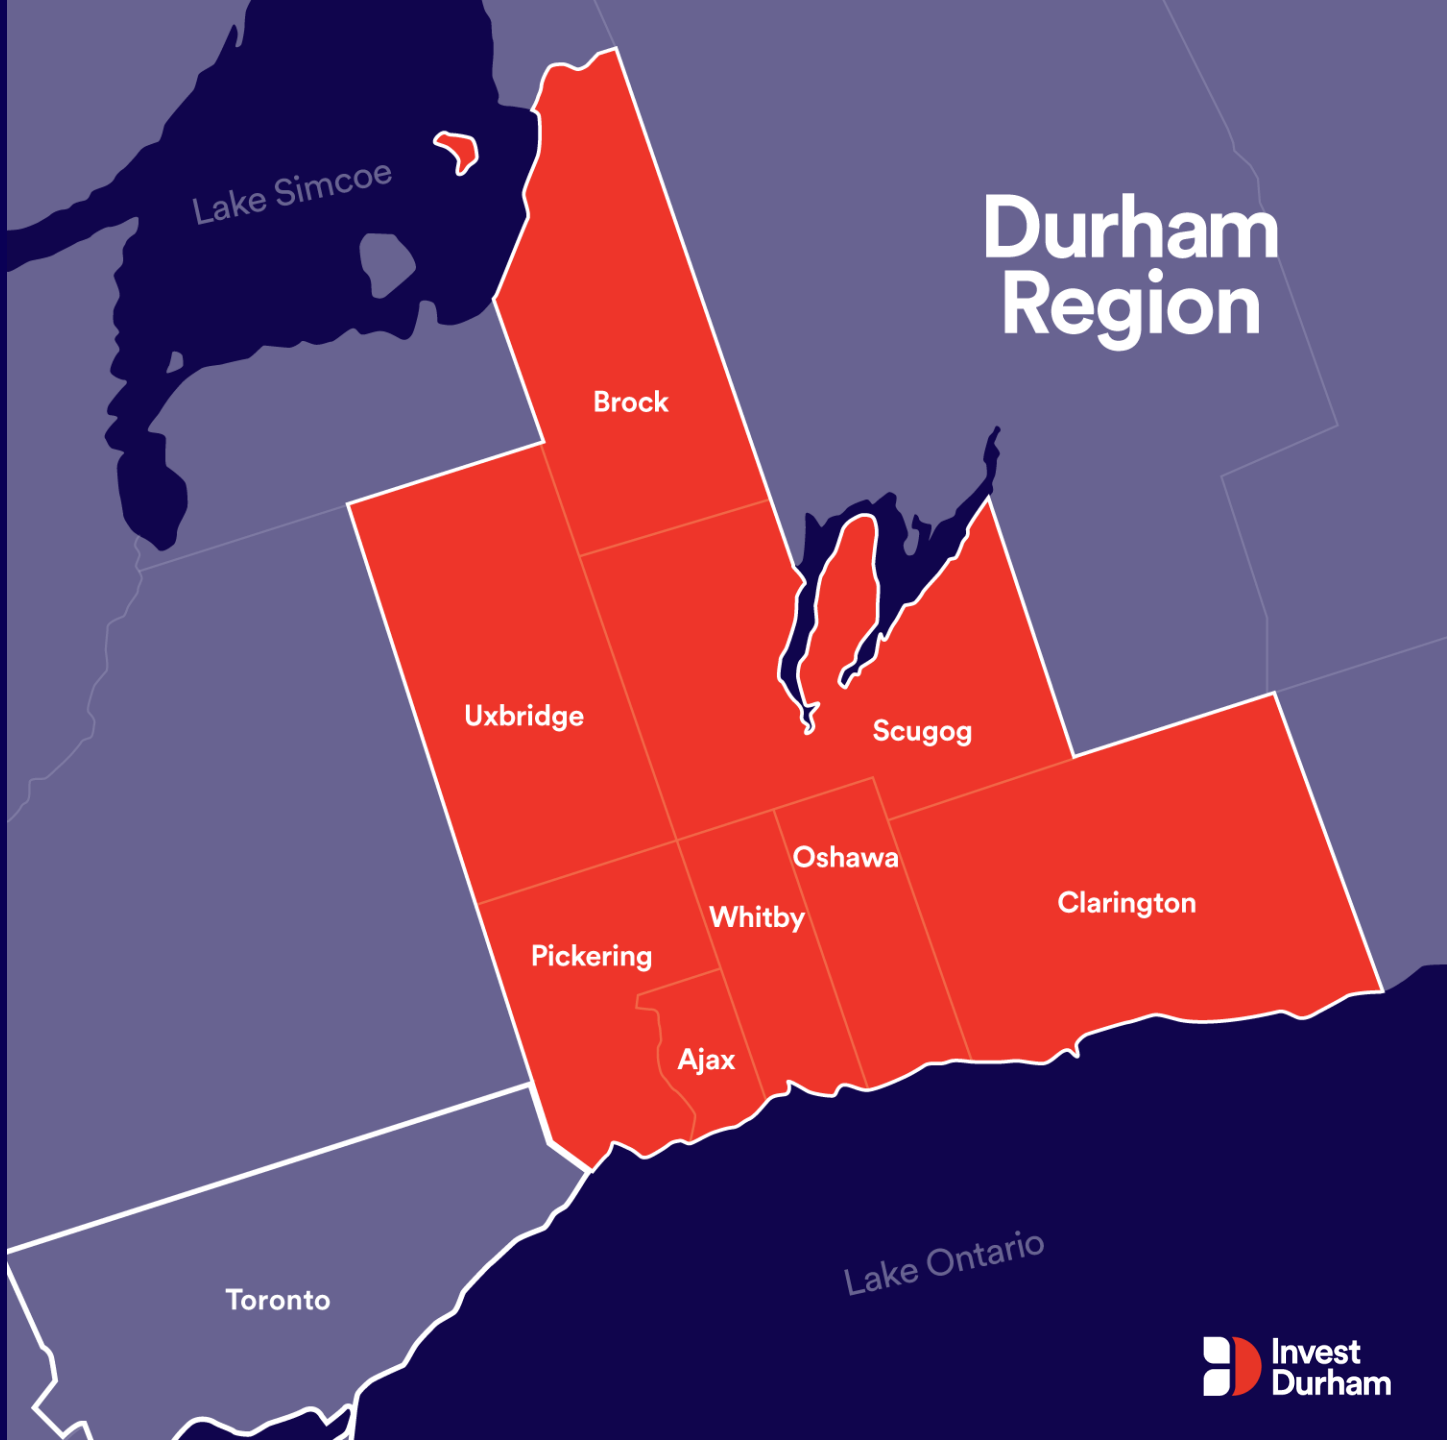 Lake Simcoe
Durham
Region
Brock
Uxbridge
Scugog
Oshawa
Clarington
Whitby
Pickering
Ajax
Lake Ontario
Toronto
Invest
Durham